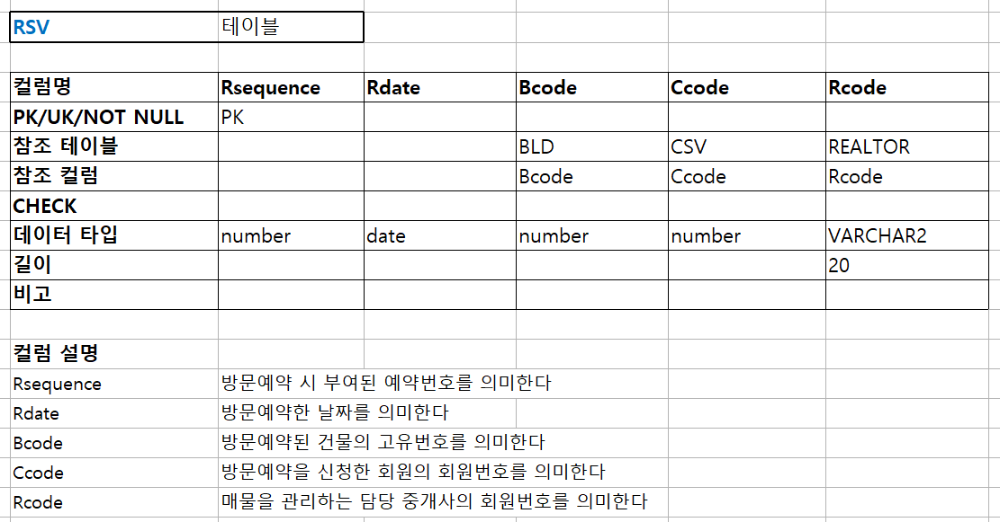 RSV 테이블
컬럼명 Rsequence Rdate Bcode Ccode Rcode
PK/UK/NOT NULL PK
참조 테이블 BLD CSV REALTOR
참조 컬럼 Bcode Ccode Rcode
CHECK
데이터 타입 number date number number VARCHAR2
길이 20
비고
컬럼 설명
Rsequence 방문예약 시 부여된 예약번호를 의미한다
Rdate 방문예약한 날짜를 의미한다
Bcode 방문예약된 건물의 고유번호를 의미한다
Ccode 방문예약을 신청한 회원의 회원번호를 의미한다
Rcode 매물을 관리하는 담당 중개사의 회원번호를 의미한다